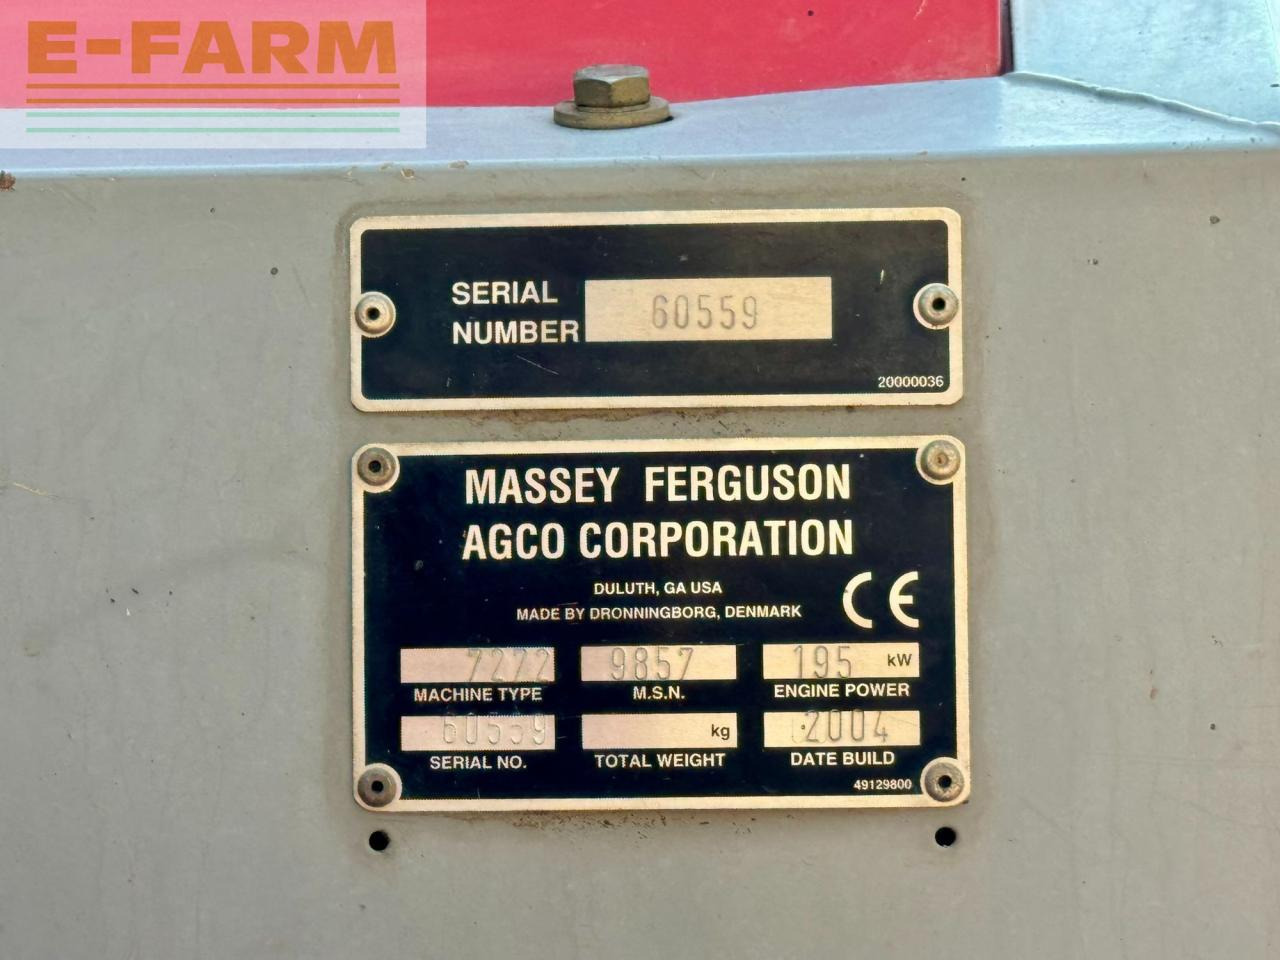 E-FARM
SERIAL
NUMBER
60559
20000036
MASSEY FERGUSON
AGCO CORPORATION
DULUTH, GA USA
MADE BY DRONNINGBORG, DENMARK
CE
7272
9857
195 kW
MACHINE TYPE
M.S.N.
ENGINE POWER
60559
kg
2004
SERIAL NO.
TOTAL WEIGHT
DATE BUILD
49129800